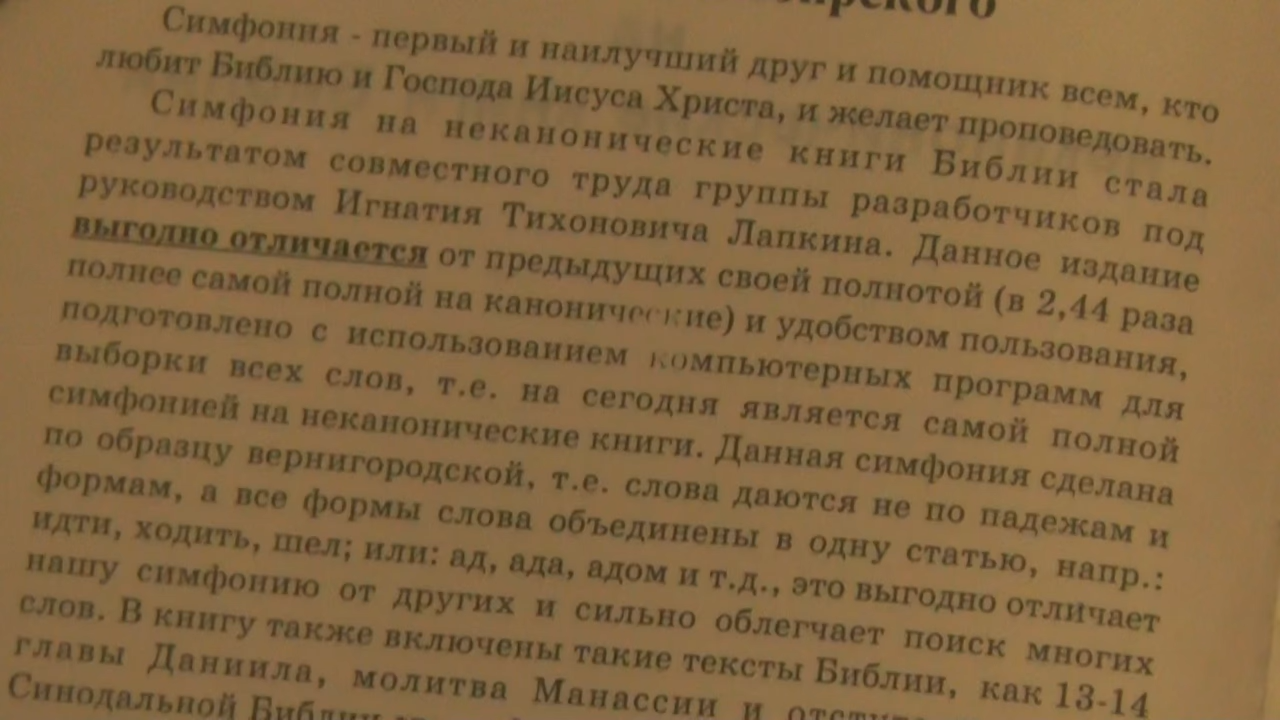 Симфония - первый и наилучший друг и помощник всем, кто
любит Библию и Господа Иисуса Христа, и желает проповедовать.
Симфония на неканонические книги Библии стала
результатом совместного труда группы разработчиков под
руководством Игнатия Тихоновича Лапкина. Данное издание
выгодно отличается от предыдущих своей полнотой (в 2,44 раза
полнее самой полной на канонические) и удобством пользования,
подготовлено с использованием компьютерных программ для
выборки всех слов, т.е. на сегодня является самой полной
симфонией на неканонические книги. Данная симфония сделана
по образцу вернигородской, т.е. слова даются не по падежам и
формам, а все формы слова объединены в одну статью, напр.:
идти, ходить, шел; или: ад, ада, адом и т.д., это выгодно отличает
нашу симфонию от других и сильно облегчает поиск многих
слов. В книгу также включены такие тексты Библии, как 13-14
главы Даниила, молитва Манассии и
Синодальной Библии